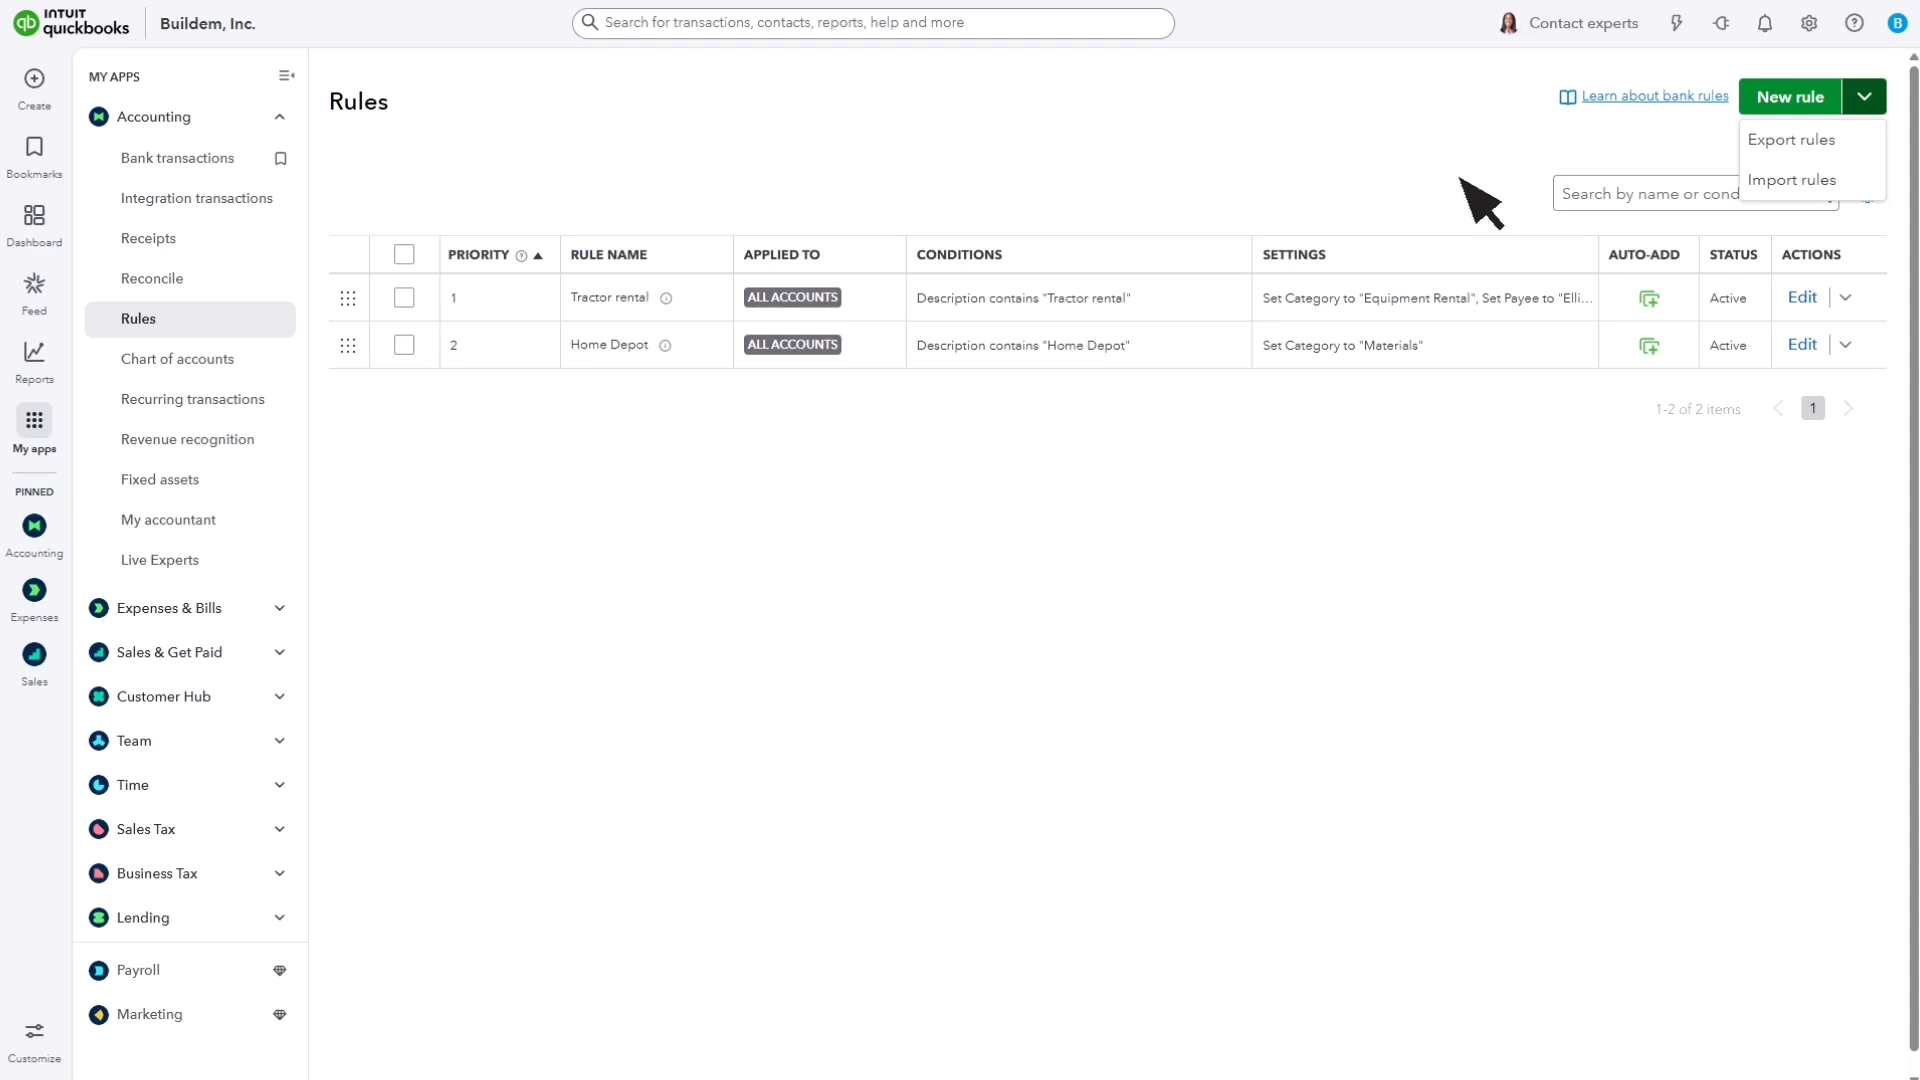 INTUIT
quickbooks
Buildem, Inc.
Search for transactions, contacts, reports, help and more
Contact experts
B
Create
Bookmarks
Dashboard
Feed
Reports
My apps
PINNED
Accounting
Expenses
Sales
Customize
MY APPS
Accounting
Bank transactions
Integration transactions
Receipts
Reconcile
Rules
Chart of accounts
Recurring transactions
Revenue recognition
Fixed assets
My accountant
Live Experts
Expenses & Bills
Sales & Get Paid
Customer Hub
Team
Time
Sales Tax
Business Tax
Lending
Payroll
Marketing
Rules
Learn about bank rules
New rule
Export rules
Import rules
Search by name or cond
PRIORITY RULE NAME APPLIED TO CONDITIONS SETTINGS AUTO-ADD STATUS ACTIONS
1 Tractor rental ALL ACCOUNTS Description contains "Tractor rental" Set Category to "Equipment Rental", Set Payee to "Elli... Active Edit
2 Home Depot ALL ACCOUNTS Description contains "Home Depot" Set Category to "Materials" Active Edit
1-2 of 2 items 1